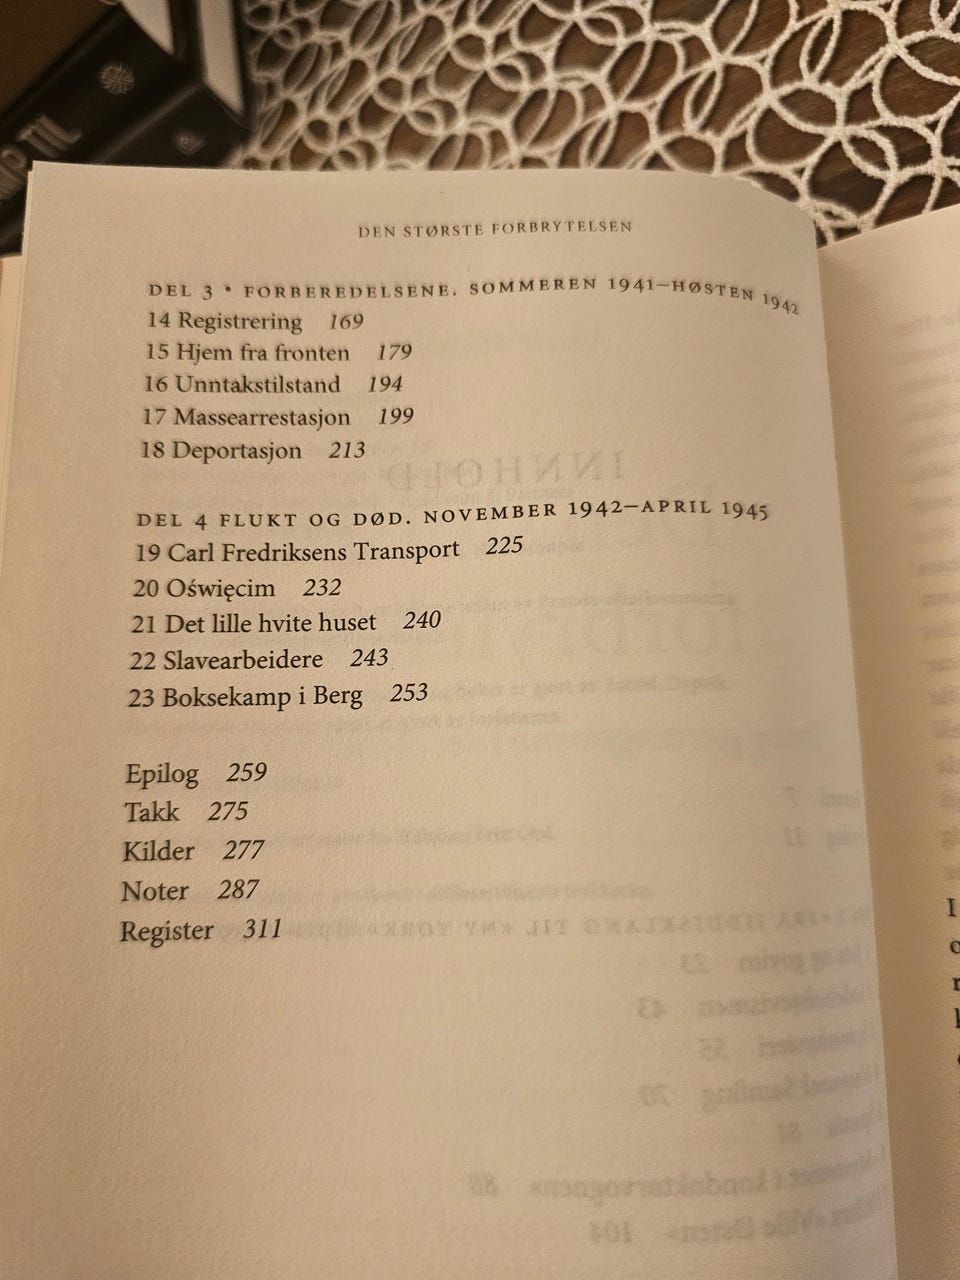 DEN STØRSTE FORBRYTELSEN
DEL 3 • FORBEREDELSENE. SOMMEREN 1941–HØSTEN 1942
14 Registrering 169
15 Hjem fra fronten 179
16 Unntakstilstand 194
17 Massearrestasjon 199
18 Deportasjon 213
DEL 4 FLUKT OG DØD. NOVEMBER 1942–APRIL 1945
19 Carl Fredriksens Transport 225
20 Oświęcim 232
21 Det lille hvite huset 240
22 Slavearbeidere 243
23 Boksekamp i Berg 253
Epilog 259
Takk 275
Kilder 277
Noter 287
Register 311